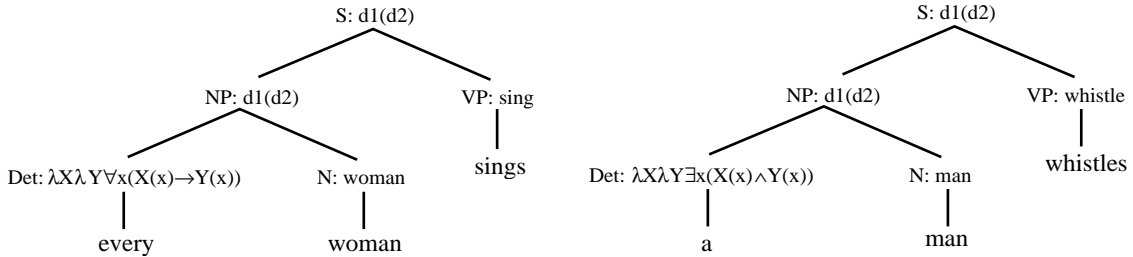 S: d1(d2)
NP: d1(d2)
VP: sing
sings
Det: λXλY∀x(X(x)→Y(x))
N: woman
every
woman
S: d1(d2)
NP: d1(d2)
VP: whistle
whistles
Det: λXλY∃x(X(x)∧Y(x))
N: man
a
man